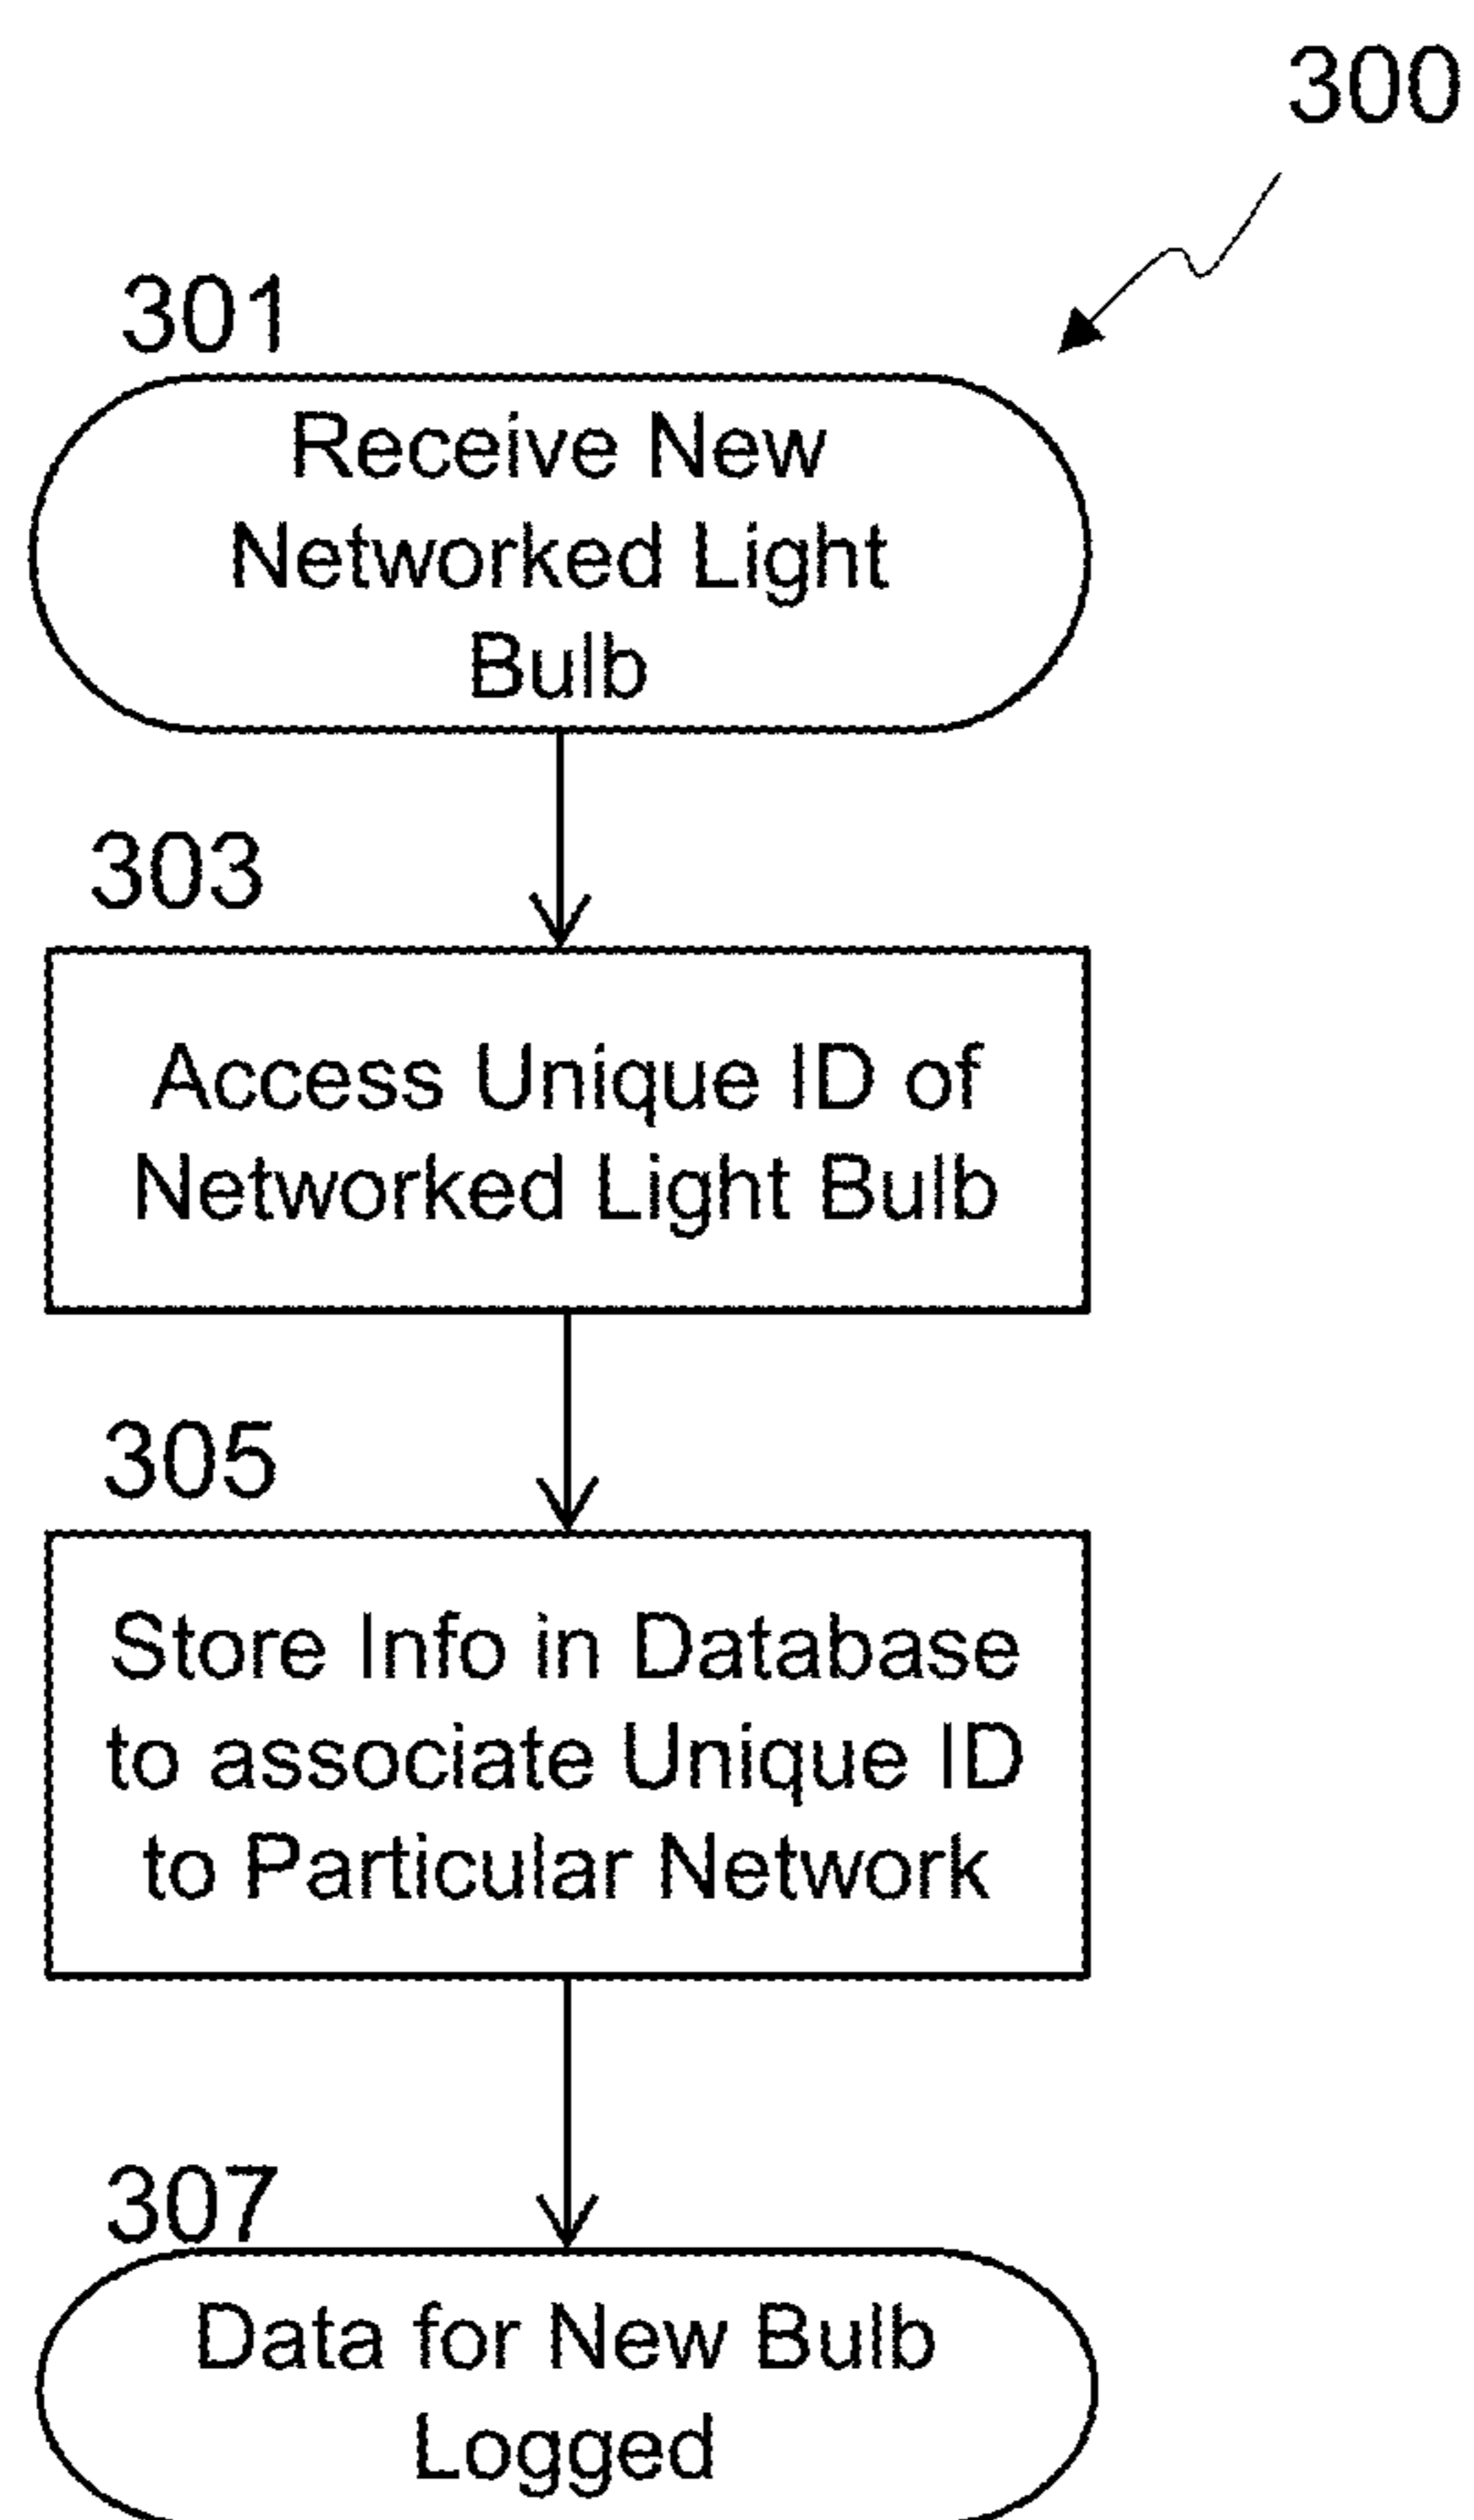 300
301
Receive New
Networked Light
Bulb
303
Access Unique ID of
Networked Light Bulb
305
Store Info in Database
to associate Unique ID
to Particular Network
307
Data for New Bulb
Logged